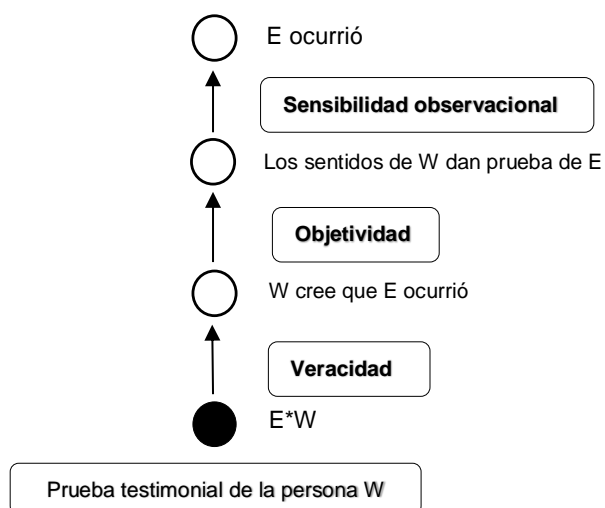 E ocurrió
Sensibilidad observacional
Los sentidos de W dan prueba de E
Objetividad
W cree que E ocurrió
Veracidad
E*W
Prueba testimonial de la persona W